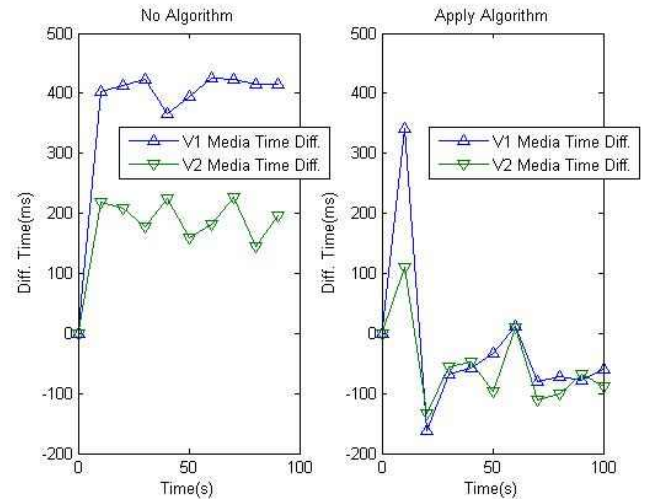 No Algorithm
500
400
300
200
100
0
-100
-200
Diff. Time(ms)
V1 Media Time Diff.
V2 Media Time Diff.
0
50
100
Time(s)
Apply Algorithm
500
400
300
200
100
0
-100
-200
Diff. Time(ms)
V1 Media Time Diff.
V2 Media Time Diff.
0
50
100
Time(s)